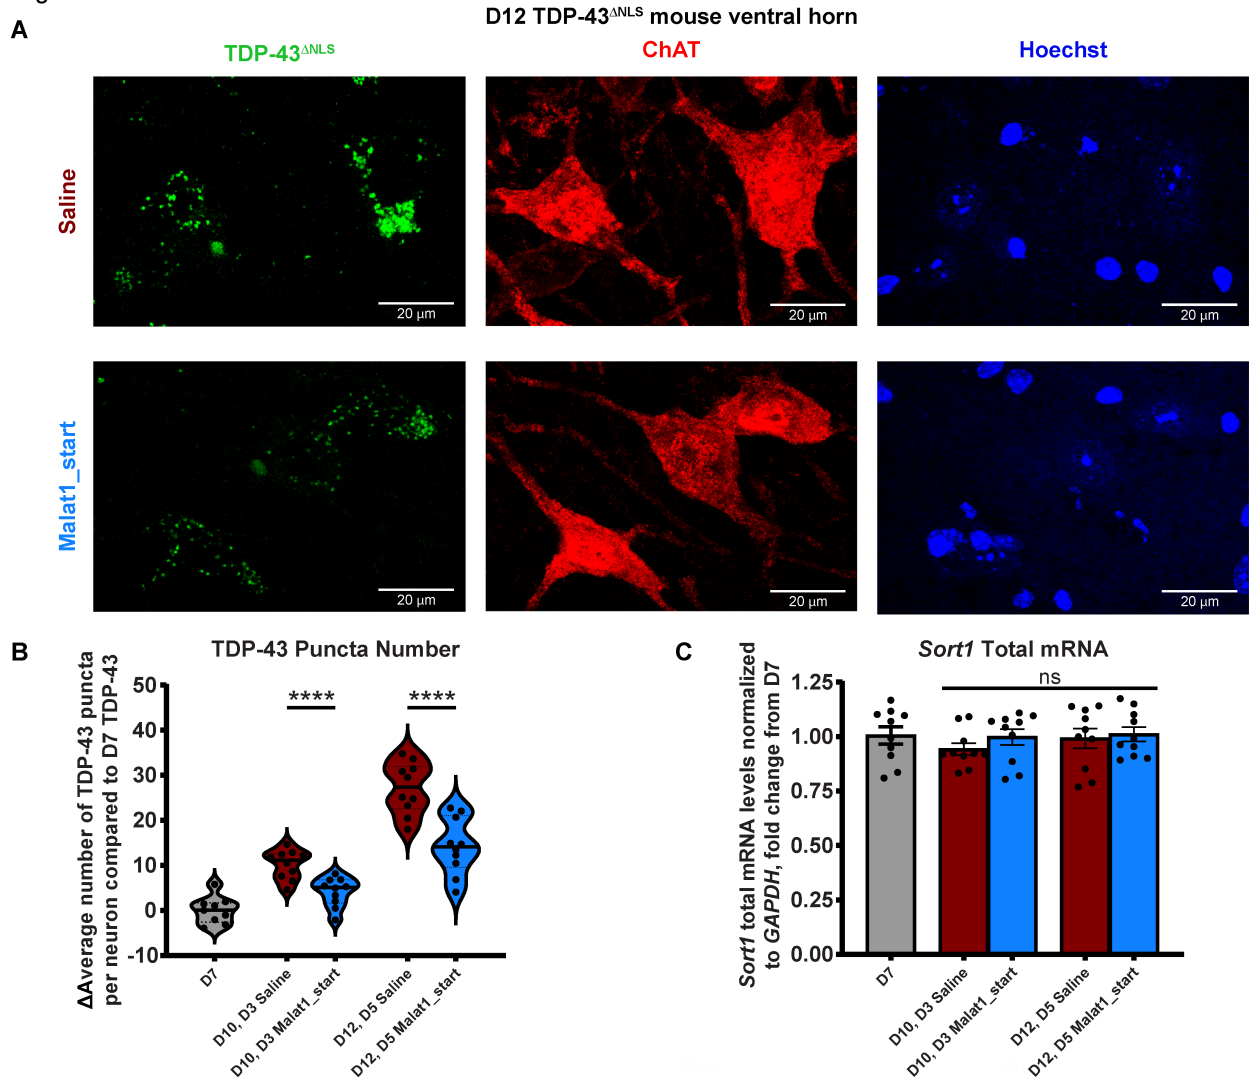 D12 TDP-43ΔNLS mouse ventral horn
A
TDP-43ΔNLS
ChAT
Hoechst
Saline
20 µm
20 µm
20 µm
Malat1_start
20 µm
20 µm
20 µm
B
TDP-43 Puncta Number
ΔAverage number of TDP-43 puncta
per neuron compared to D7 TDP-43
50
40
30
20
10
0
-10
****
****
D7
D10, D3 Saline
D10, D3 Malat1_start
D12, D5 Saline
D12, D5 Malat1_start
C
Sort1 Total mRNA
Sort1 total mRNA levels normalized
to GAPDH, fold change from D7
1.25
1.00
0.75
0.50
0.25
0.00
ns
D7
D10, D3 Saline
D10, D3 Malat1_start
D12, D5 Saline
D12, D5 Malat1_start